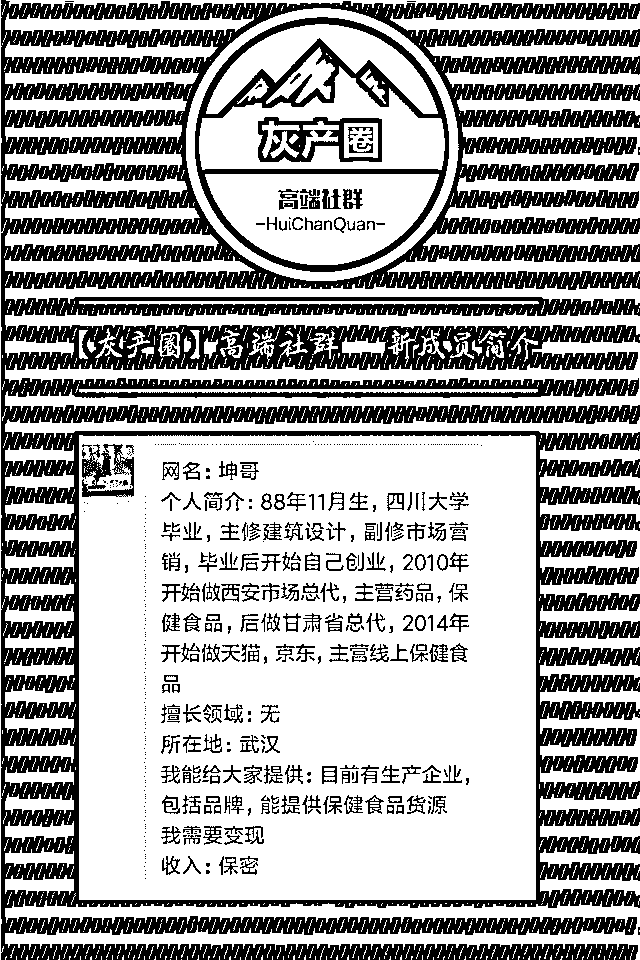 灰产圈
高端社群
-HuiChanQuan-
【灰产圈】高端社群——新成员简介
网名：坤哥
个人简介：88年11月生，四川大学
毕业，主修建筑设计，副修市场营
销，毕业后开始自己创业，2010年
开始做西安市场总代，主营药品，保
健食品，后做甘肃省总代，2014年
开始做天猫，京东，主营线上保健食
品
擅长领域：无
所在地：武汉
我能给大家提供：目前有生产企业，
包括品牌，能提供保健食品货源
我需要变现
收入：保密